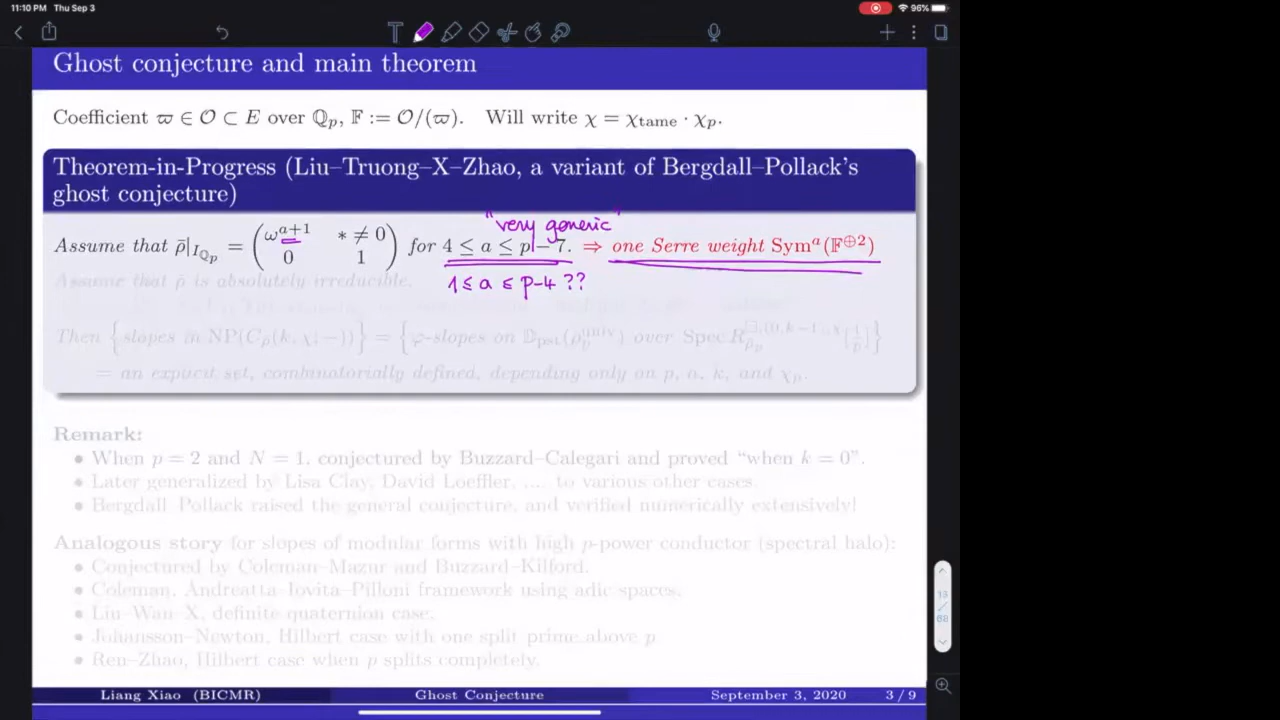 11:10 PM Thu Sep 3
96%
Ghost conjecture and main theorem
Coefficient ϖ ∈ 𝒪 ⊂ E over ℚₚ, 𝔽 := 𝒪/(ϖ). Will write χ = χ_tame · χₚ.
Theorem-in-Progress (Liu–Truong–X–Zhao, a variant of Bergdall–Pollack's
ghost conjecture)
"very generic"
Assume that ρ̄|_{I_{ℚₚ}} = (ω^{a+1} * ≠ 0 0 1) for 4 ≤ a ≤ p − 7. ⇒ one Serre weight Sym^a(𝔽^{⊕2})
Assume that ρ̄ is absolutely irreducible.
1 ≤ a ≤ p-4 ??
Then {slopes in NP(C_ρ̄(k, χ; −))} = {φ-slopes on 𝔻_pst( ) over Spec
= an explicit set, combinatorially defined, depending only on p, a, k, and χₚ.
Remark:
• When p = 2 and N = 1, conjectured by Buzzard–Calegari and proved "when k = 0".
• Later generalized by Lisa Clay, David Loeffler, .... to various other cases.
• Bergdall–Pollack raised the general conjecture, and verified numerically extensively!
Analogous story for slopes of modular forms with high p-power conductor (spectral halo):
• Conjectured by Coleman–Mazur and Buzzard–Kilford.
• Coleman, Andreatta–Iovita–Pilloni framework using adic spaces.
• Liu–Wan–X, definite quaternion case.
• Johansson–Newton, Hilbert case with one split prime above p
• Ren–Zhao, Hilbert case when p splits completely.
13
/
68
Liang Xiao (BICMR) Ghost Conjecture September 3, 2020 3 / 9